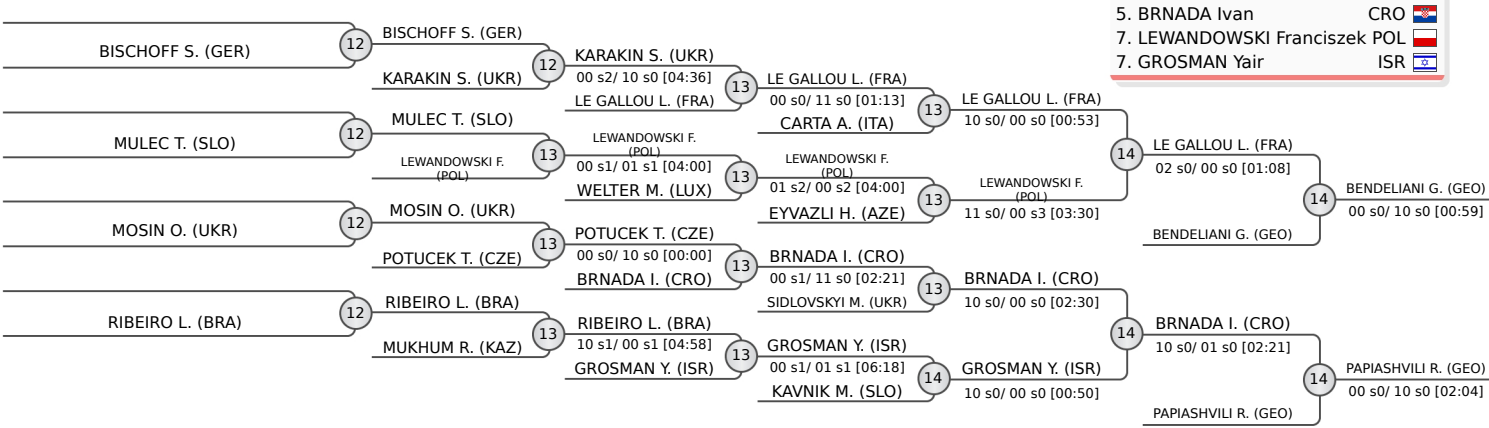 5. BRNADA Ivan CRO
7. LEWANDOWSKI Franciszek POL
7. GROSMAN Yair ISR
BISCHOFF S. (GER)
12
MULEC T. (SLO)
12
MOSIN O. (UKR)
12
RIBEIRO L. (BRA)
12
BISCHOFF S. (GER)
KARAKIN S. (UKR)
12
MULEC T. (SLO)
LEWANDOWSKI F.
(POL)
13
MOSIN O. (UKR)
POTUCEK T. (CZE)
13
RIBEIRO L. (BRA)
MUKHUM R. (KAZ)
13
KARAKIN S. (UKR)
00 s2/ 10 s0 [04:36]
LE GALLOU L. (FRA)
13
LEWANDOWSKI F.
(POL)
00 s1/ 01 s1 [04:00]
WELTER M. (LUX)
13
POTUCEK T. (CZE)
00 s0/ 10 s0 [00:00]
BRNADA I. (CRO)
13
RIBEIRO L. (BRA)
10 s1/ 00 s1 [04:58]
GROSMAN Y. (ISR)
13
LE GALLOU L. (FRA)
00 s0/ 11 s0 [01:13]
CARTA A. (ITA)
13
LEWANDOWSKI F.
(POL)
01 s2/ 00 s2 [04:00]
EYVAZLI H. (AZE)
13
BRNADA I. (CRO)
00 s1/ 11 s0 [02:21]
SIDLOVSKYI M. (UKR)
13
GROSMAN Y. (ISR)
00 s1/ 01 s1 [06:18]
KAVNIK M. (SLO)
14
LE GALLOU L. (FRA)
10 s0/ 00 s0 [00:53]
14
LEWANDOWSKI F.
(POL)
11 s0/ 00 s3 [03:30]
BRNADA I. (CRO)
10 s0/ 00 s0 [02:30]
14
GROSMAN Y. (ISR)
10 s0/ 00 s0 [00:50]
LE GALLOU L. (FRA)
02 s0/ 00 s0 [01:08]
14
BENDELIANI G. (GEO)
BRNADA I. (CRO)
10 s0/ 01 s0 [02:21]
14
PAPIASHVILI R. (GEO)
BENDELIANI G. (GEO)
00 s0/ 10 s0 [00:59]
PAPIASHVILI R. (GEO)
00 s0/ 10 s0 [02:04]